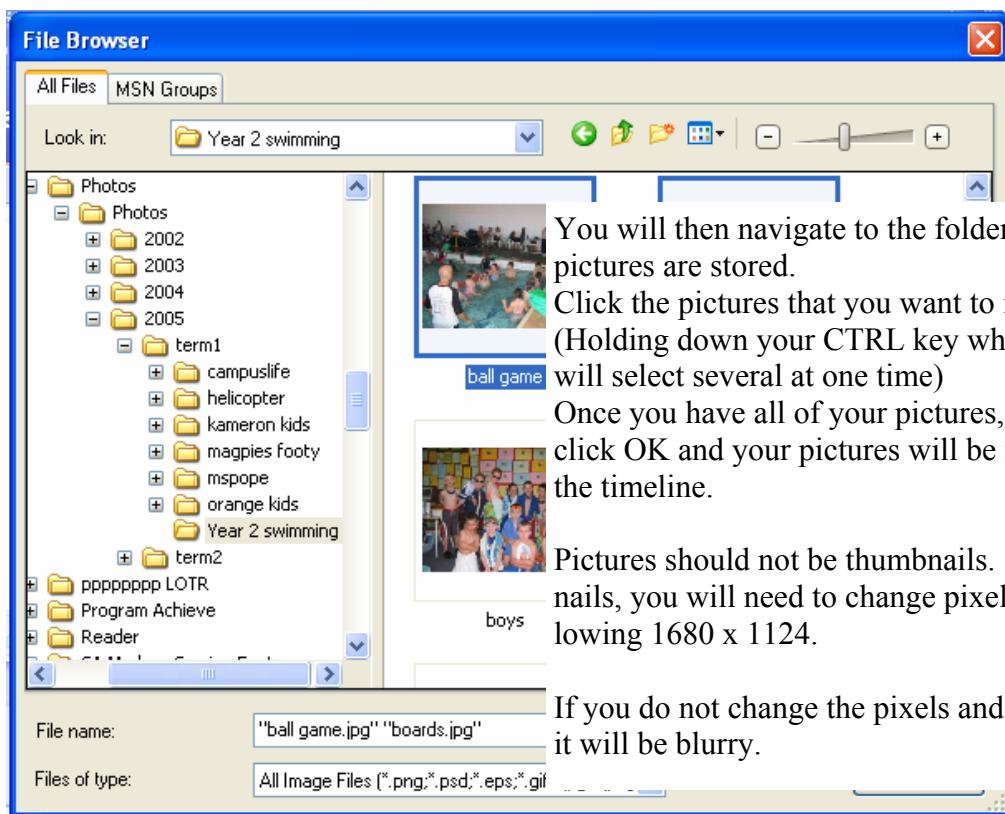 File Browser
All Files MSN Groups
Look in: Year 2 swimming
Photos
Photos
2002
2003
2004
2005
term1
campuslife
helicopter
kameron kids
magpies footy
mspope
orange kids
Year 2 swimming
term2
pppppppp LOTR
Program Achieve
Reader
ball game
boys
You will then navigate to the folder
pictures are stored.
Click the pictures that you want to
(Holding down your CTRL key wh
will select several at one time)
Once you have all of your pictures,
click OK and your pictures will be
the timeline.
Pictures should not be thumbnails.
nails, you will need to change pixel
lowing 1680 x 1124.
If you do not change the pixels and
it will be blurry.
File name: "ball game.jpg" "boards.jpg"
Files of type: All Image Files (*.png;*.psd;*.eps;*.gif